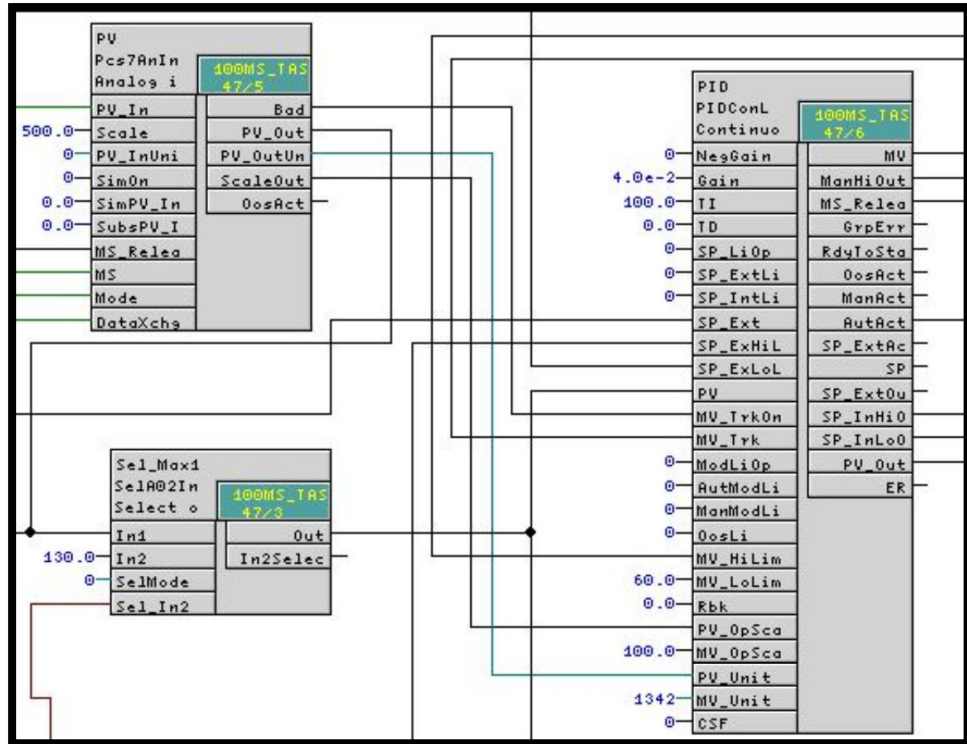 PV
Pcs7AnIn
Analog i
100MS_TAS
47/5
PV_In
Bad
500.0
Scale
PV_Out
0
PV_InUni
PV_OutUn
0
SimOn
ScaleOut
0.0
SimPV_In
OosAct
0.0
SubsPV_I
MS_Relea
MS
Mode
DataXchg
Sel_Max1
SelA02In
Select o
100MS_TAS
47/3
In1
Out
130.0
In2
In2Selec
0
SelMode
Sel_In2
PID
PIDConL
Continuo
100MS_TAS
47/6
0
NegGain
MV
4.0e-2
Gain
ManHiOut
100.0
TI
MS_Relea
0.0
TD
GrpErr
0
SP_LiOp
RdyToSta
0
SP_ExtLi
OosAct
0
SP_IntLi
ManAct
SP_Ext
AutAct
SP_ExHiL
SP_ExtAc
SP_ExLoL
SP
PV
SP_ExtOu
MV_TrkOn
SP_InHiO
MV_Trk
SP_InLoO
0
ModLiOp
PV_Out
0
AutModLi
ER
0
ManModLi
0
OosLi
MV_HiLim
60.0
MV_LoLim
0.0
Rbk
PV_OpSca
100.0
MV_OpSca
PV_Unit
1342
MV_Unit
0
CSF